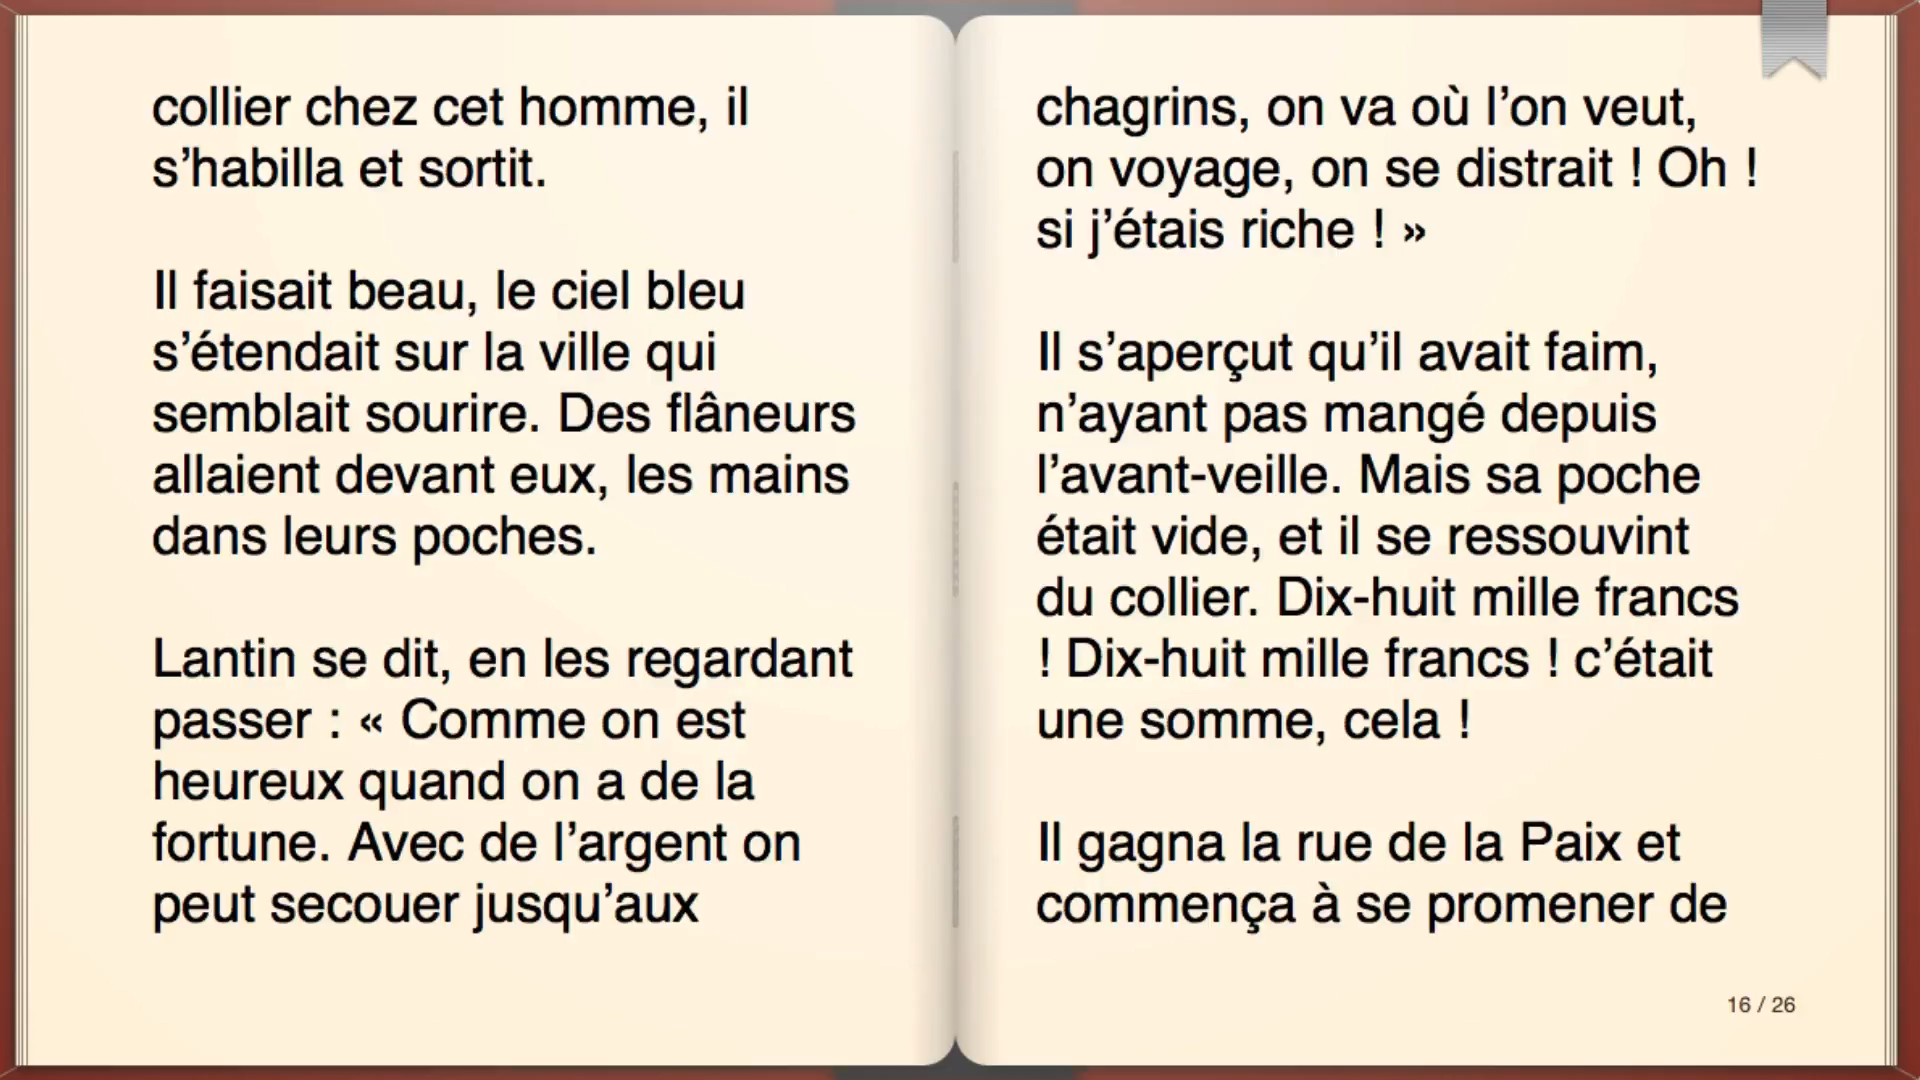 collier chez cet homme, il
s’habilla et sortit.
Il faisait beau, le ciel bleu
s’étendait sur la ville qui
semblait sourire. Des flâneurs
allaient devant eux, les mains
dans leurs poches.
Lantin se dit, en les regardant
passer : « Comme on est
heureux quand on a de la
fortune. Avec de l’argent on
peut secouer jusqu’aux
chagrins, on va où l’on veut,
on voyage, on se distrait ! Oh !
si j’étais riche ! »
Il s’aperçut qu’il avait faim,
n’ayant pas mangé depuis
l’avant-veille. Mais sa poche
était vide, et il se ressouvint
du collier. Dix-huit mille francs
! Dix-huit mille francs ! c’était
une somme, cela !
Il gagna la rue de la Paix et
commença à se promener de
16 / 26